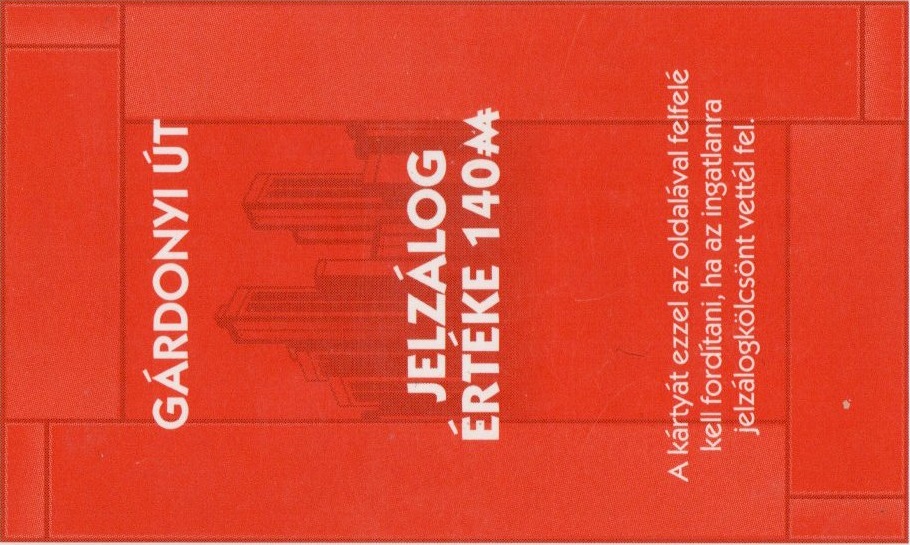 GÁRDONYI ÚT
JELZÁLOG
ÉRTÉKE 140₳
A kártyát ezzel az oldalával felfelé
kell fordítani, ha az ingatlanra
jelzálogkölcsönt vettél fel.